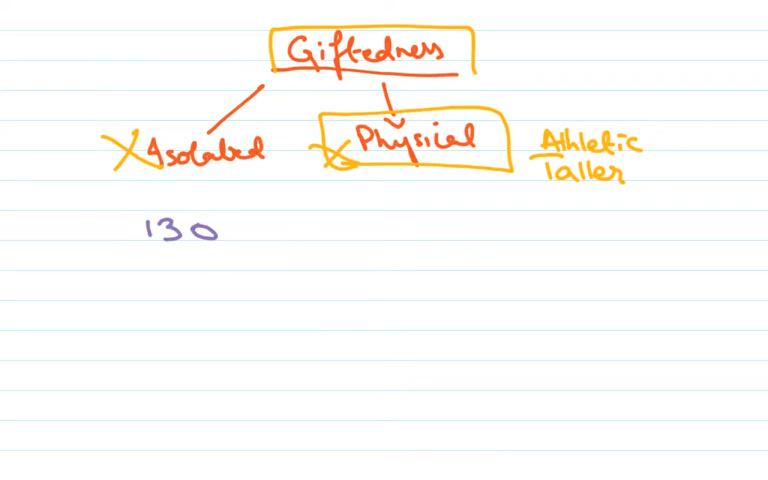 Giftedness
Isolated
Physical
Athletic
Taller
130